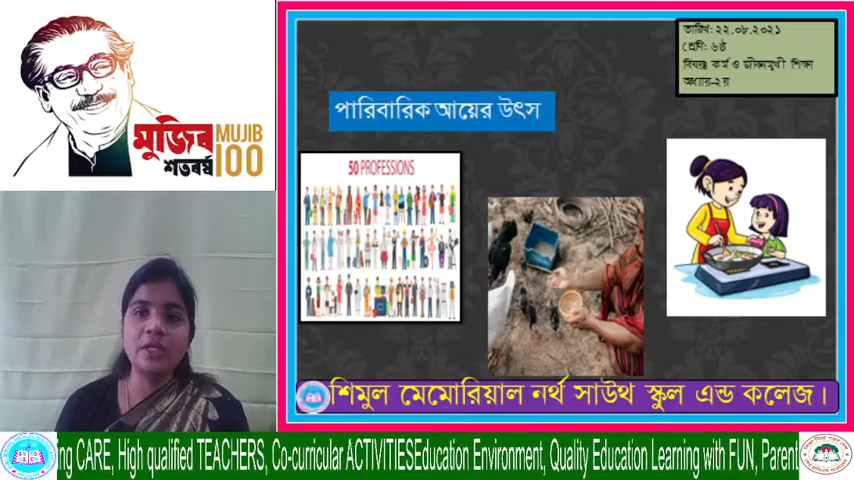 মুজিব
শতবর্ষ
MUJIB
100
তারিখ: ২২.০৮.২০২১
শ্রেণি: ৬ষ্ঠ
বিষয়ঃ কর্ম ও জীবনমুখী শিক্ষা
অধ্যায়-২য়
পারিবারিক আয়ের উৎস
50 PROFESSIONS
শিমুল মেমোরিয়াল নর্থ সাউথ স্কুল এন্ড কলেজ।
ing CARE, High qualified TEACHERS, Co-curricular ACTIVITIESEducation Environment, Quality Education Learning with FUN, Parent